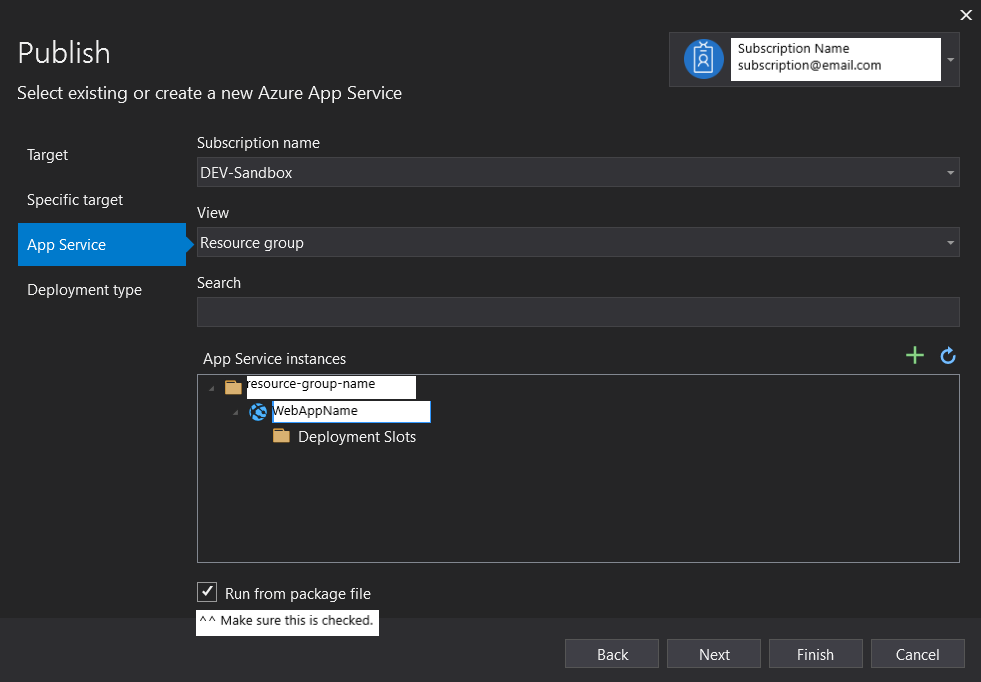 Publish
Subscription Name
subscription@email.com
Select existing or create a new Azure App Service
Target
Specific target
App Service
Deployment type
Subscription name
DEV-Sandbox
View
Resource group
Search
App Service instances
resource-group-name
WebAppName
Deployment Slots
Run from package file
^^ Make sure this is checked.
Back
Next
Finish
Cancel